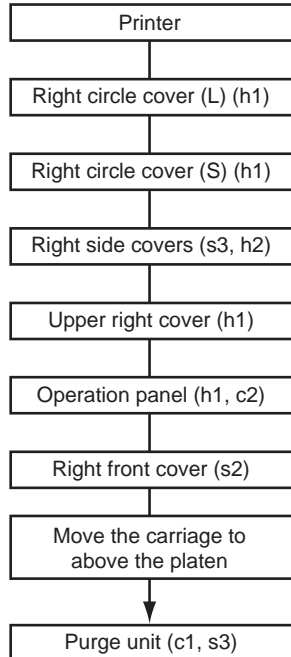 Printer
Right circle cover (L) (h1)
Right circle cover (S) (h1)
Right side covers (s3, h2)
Upper right cover (h1)
Operation panel (h1, c2)
Right front cover (s2)
Move the carriage to
above the platen
Purge unit (c1, s3)